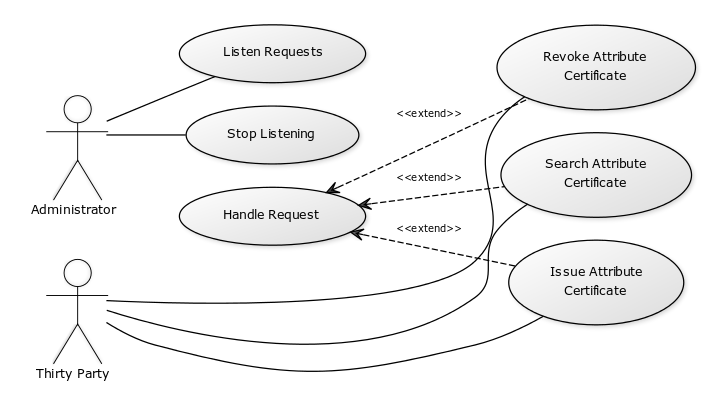 Listen Requests
Revoke Attribute
Certificate
<<extend>>
Stop Listening
Search Attribute
Certificate
<<extend>>
Administrator
Handle Request
<<extend>>
Issue Attribute
Certificate
Thirty Party